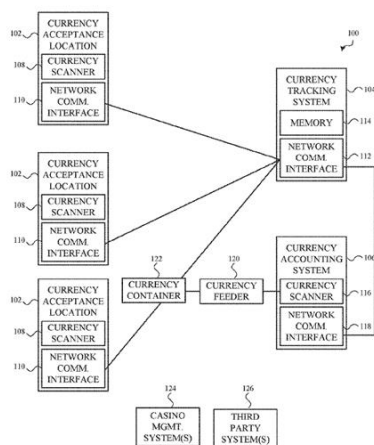 100
102
CURRENCY
ACCEPTANCE
LOCATION
108
CURRENCY
SCANNER
110
NETWORK
COMM.
INTERFACE
CURRENCY
TRACKING
SYSTEM
104
MEMORY
114
NETWORK
COMM.
INTERFACE
112
102
CURRENCY
ACCEPTANCE
LOCATION
108
CURRENCY
SCANNER
110
NETWORK
COMM.
INTERFACE
102
CURRENCY
ACCEPTANCE
LOCATION
108
CURRENCY
SCANNER
110
NETWORK
COMM.
INTERFACE
122
CURRENCY
CONTAINER
120
CURRENCY
FEEDER
CURRENCY
ACCOUNTING
SYSTEM
106
CURRENCY
SCANNER
116
NETWORK
COMM.
INTERFACE
118
124
CASINO
MGMT.
SYSTEM(S)
126
THIRD
PARTY
SYSTEM(S)